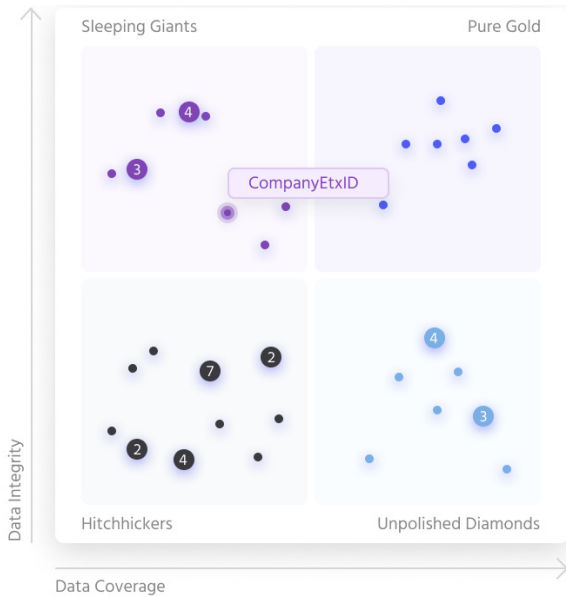 Sleeping Giants
Pure Gold
4
3
CompanyEtxID
4
2
7
3
2
4
Hitchhickers
Unpolished Diamonds
Data Integrity
Data Coverage